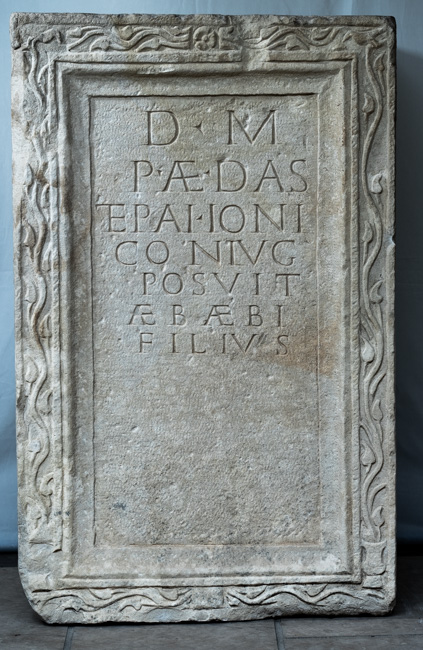 D · M
P·Æ·DAS
EPAI·IONI
CO NIVG
POSVIT
ÆBÆBI
FILIVS